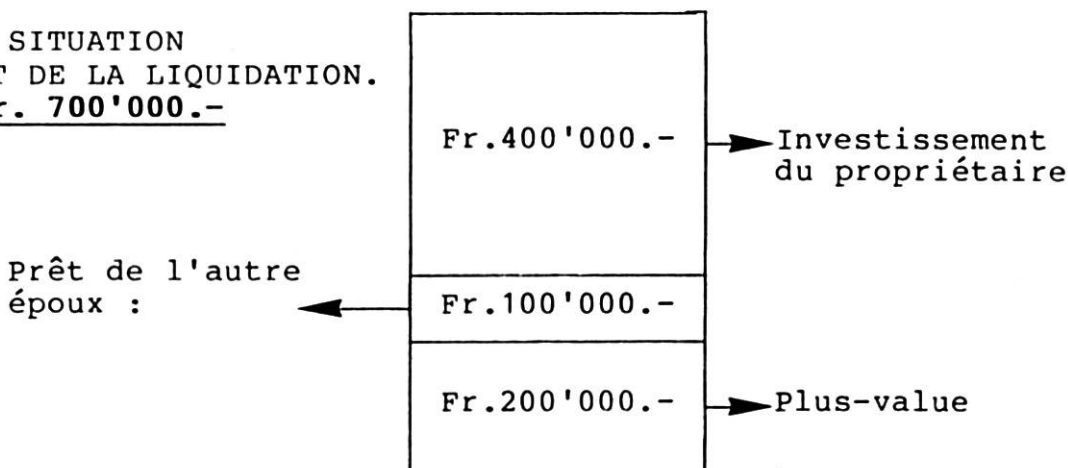 SITUATION
T DE LA LIQUIDATION.
r. 700'000.-
Fr.400'000.-
Investissement
du propriétaire
Prêt de l'autre
époux :
Fr.100'000.-
Fr.200'000.-
Plus-value